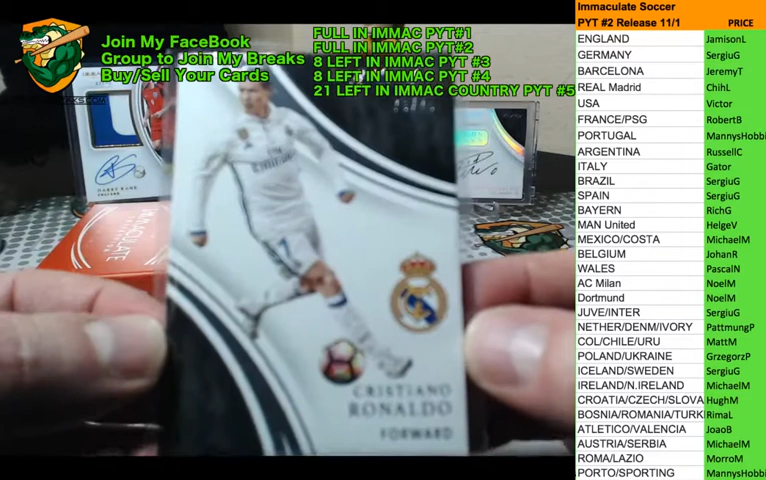 Join My FaceBook
Group to Join My Breaks
Buy/Sell Your Cards
FULL IN IMMAC PYT#1
FULL IN IMMAC PYT#2
8 LEFT IN IMMAC PYT #3
8 LEFT IN IMMAC PYT #4
21 LEFT IN IMMAC COUNTRY PYT #5
HARRY KANE
CRISTIANO
RONALDO
FORWARD
IMMACULATE
Immaculate Soccer
PYT #2 Release 11/1 PRICE
ENGLAND JamisonL
GERMANY SergiuG
BARCELONA JeremyT
REAL Madrid ChihL
USA Victor
FRANCE/PSG RobertB
PORTUGAL MannysHobbi
ARGENTINA RussellC
ITALY Gator
BRAZIL SergiuG
SPAIN SergiuG
BAYERN RichG
MAN United HelgeV
MEXICO/COSTA MichaelM
BELGIUM JohanR
WALES PascalN
AC Milan NoelM
Dortmund NoelM
JUVE/INTER SergiuG
NETHER/DENM/IVORY PattmungP
COL/CHILE/URU MattM
POLAND/UKRAINE GrzegorzP
ICELAND/SWEDEN SergiuG
IRELAND/N.IRELAND MichaelM
CROATIA/CZECH/SLOVA HughM
BOSNIA/ROMANIA/TURK RimaL
ATLETICO/VALENCIA JoaoB
AUSTRIA/SERBIA MichaelM
ROMA/LAZIO MorroM
PORTO/SPORTING MannysHobbi